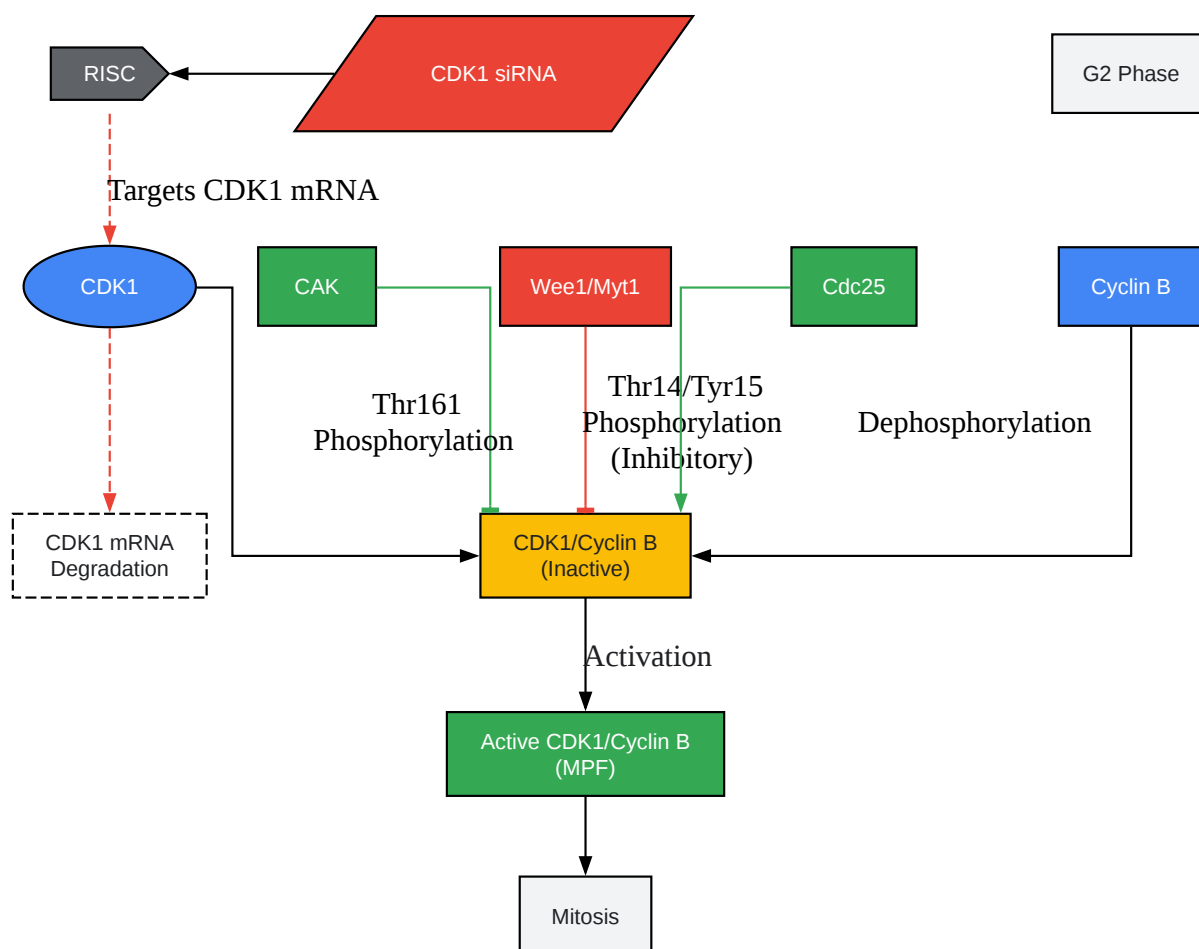 RISC
CDK1 siRNA
G2 Phase
Targets CDK1 mRNA
CDK1
CAK
Wee1/Myt1
Cdc25
Cyclin B
Thr161
Phosphorylation
Thr14/Tyr15
Phosphorylation
(Inhibitory)
Dephosphorylation
CDK1 mRNA
Degradation
CDK1/Cyclin B
(Inactive)
Activation
Active CDK1/Cyclin B
(MPF)
Mitosis